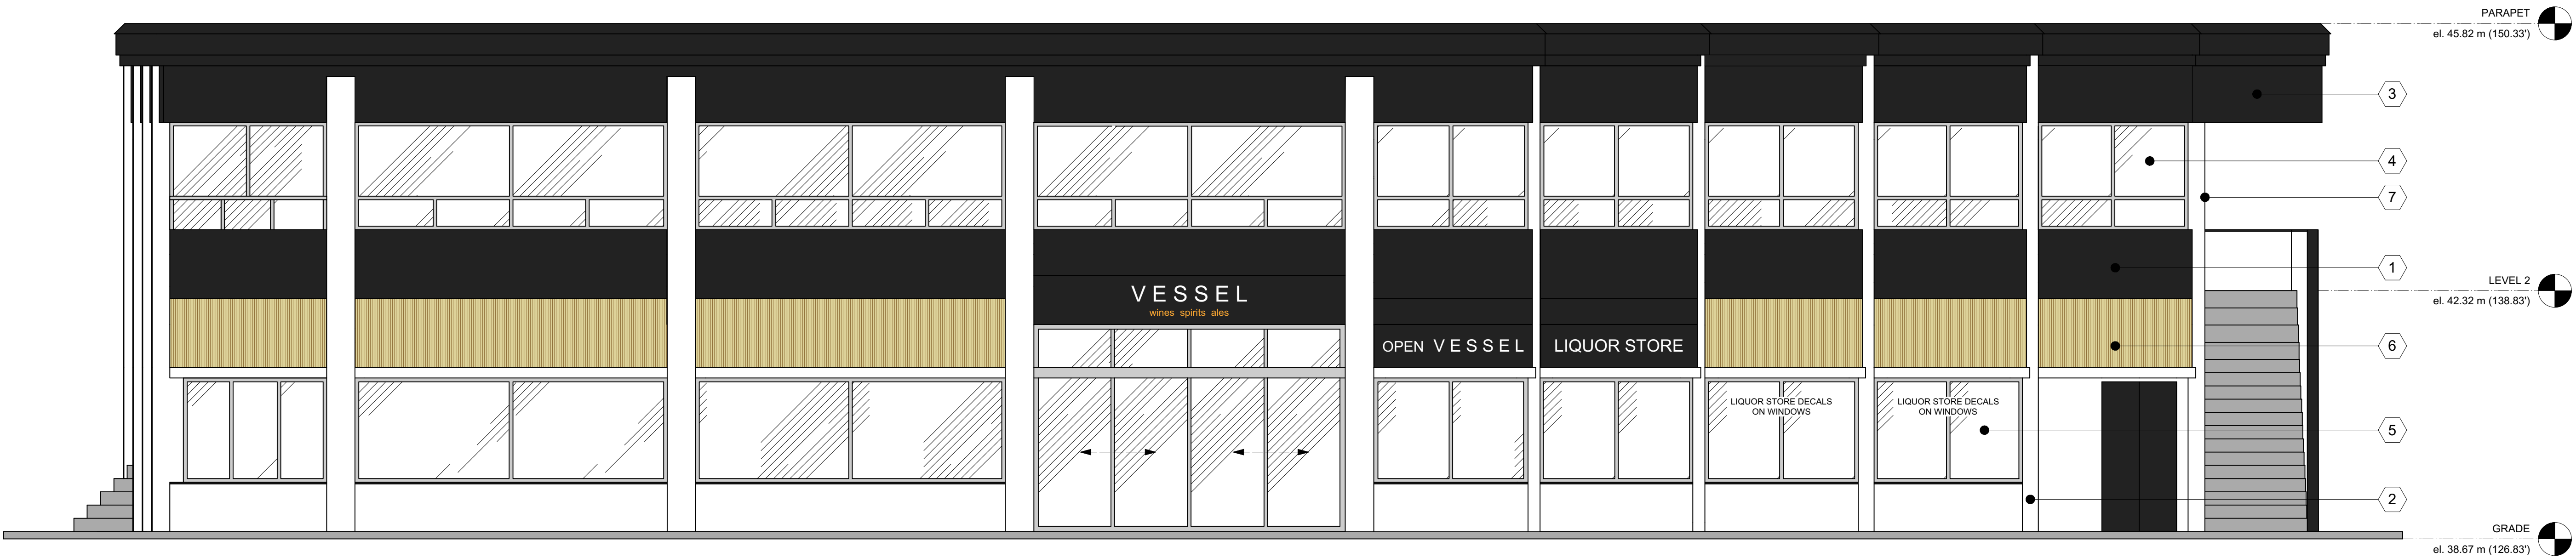 PARAPET
el. 45.82 m (150.33')
3
4
7
1
VESSEL
wines spirits ales
LEVEL 2
el. 42.32 m (138.83')
OPEN VESSEL
LIQUOR STORE
6
LIQUOR STORE DECALS
ON WINDOWS
LIQUOR STORE DECALS
ON WINDOWS
5
2
GRADE
el. 38.67 m (126.83')